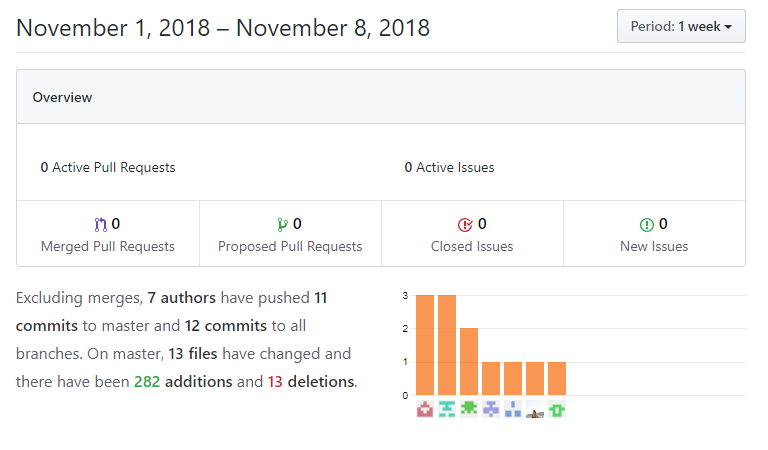 November 1, 2018 – November 8, 2018
Period: 1 week
Overview
0 Active Pull Requests
0 Active Issues
0
Merged Pull Requests
0
Proposed Pull Requests
0
Closed Issues
0
New Issues
Excluding merges, 7 authors have pushed 11
commits to master and 12 commits to all
branches. On master, 13 files have changed and
there have been 282 additions and 13 deletions.
3
2
1
0